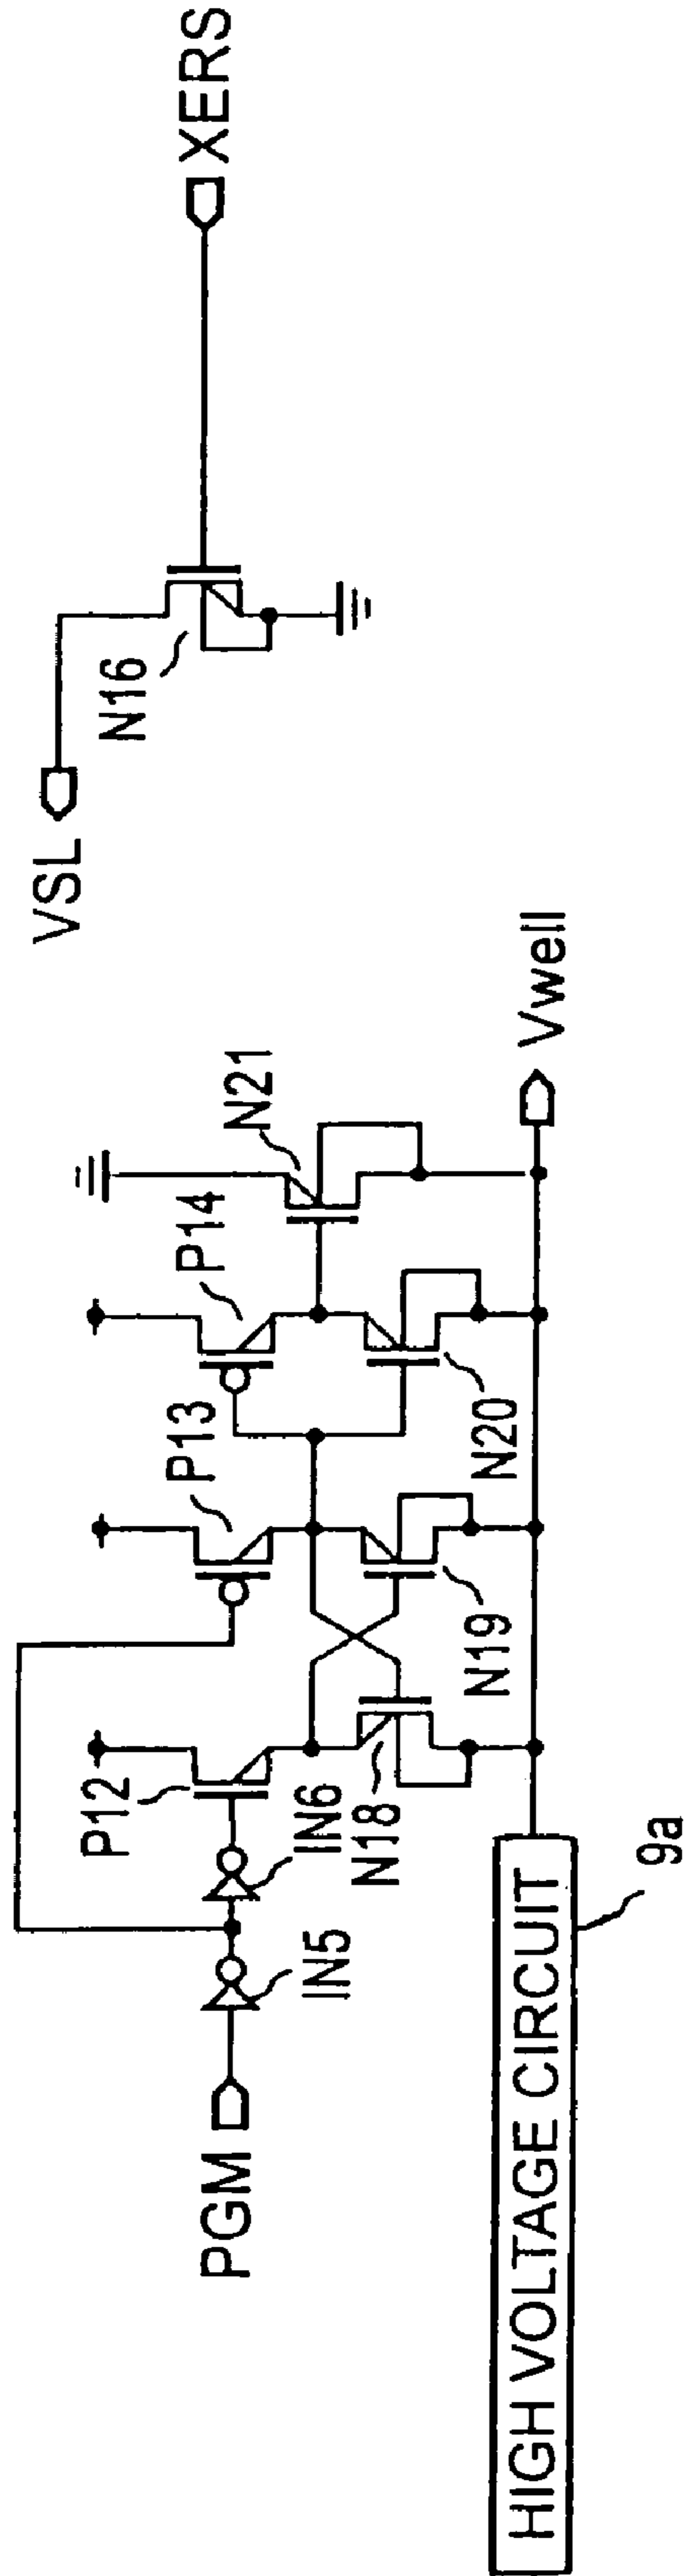 VSL
XERS
N16
P12
P13
P14
N21
PGM
IN5
IN6
N18
N19
N20
Vwell
HIGH VOLTAGE CIRCUIT
9a